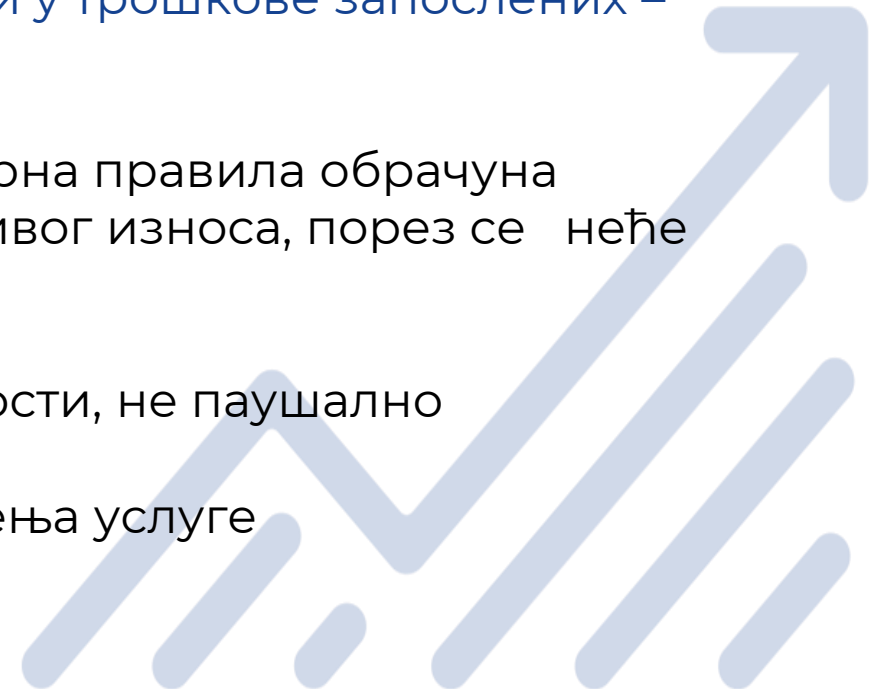 и у трошкове запослених –
она правила обрачуна
ивог износа, порез се неће
ости, не паушално
ења услуге